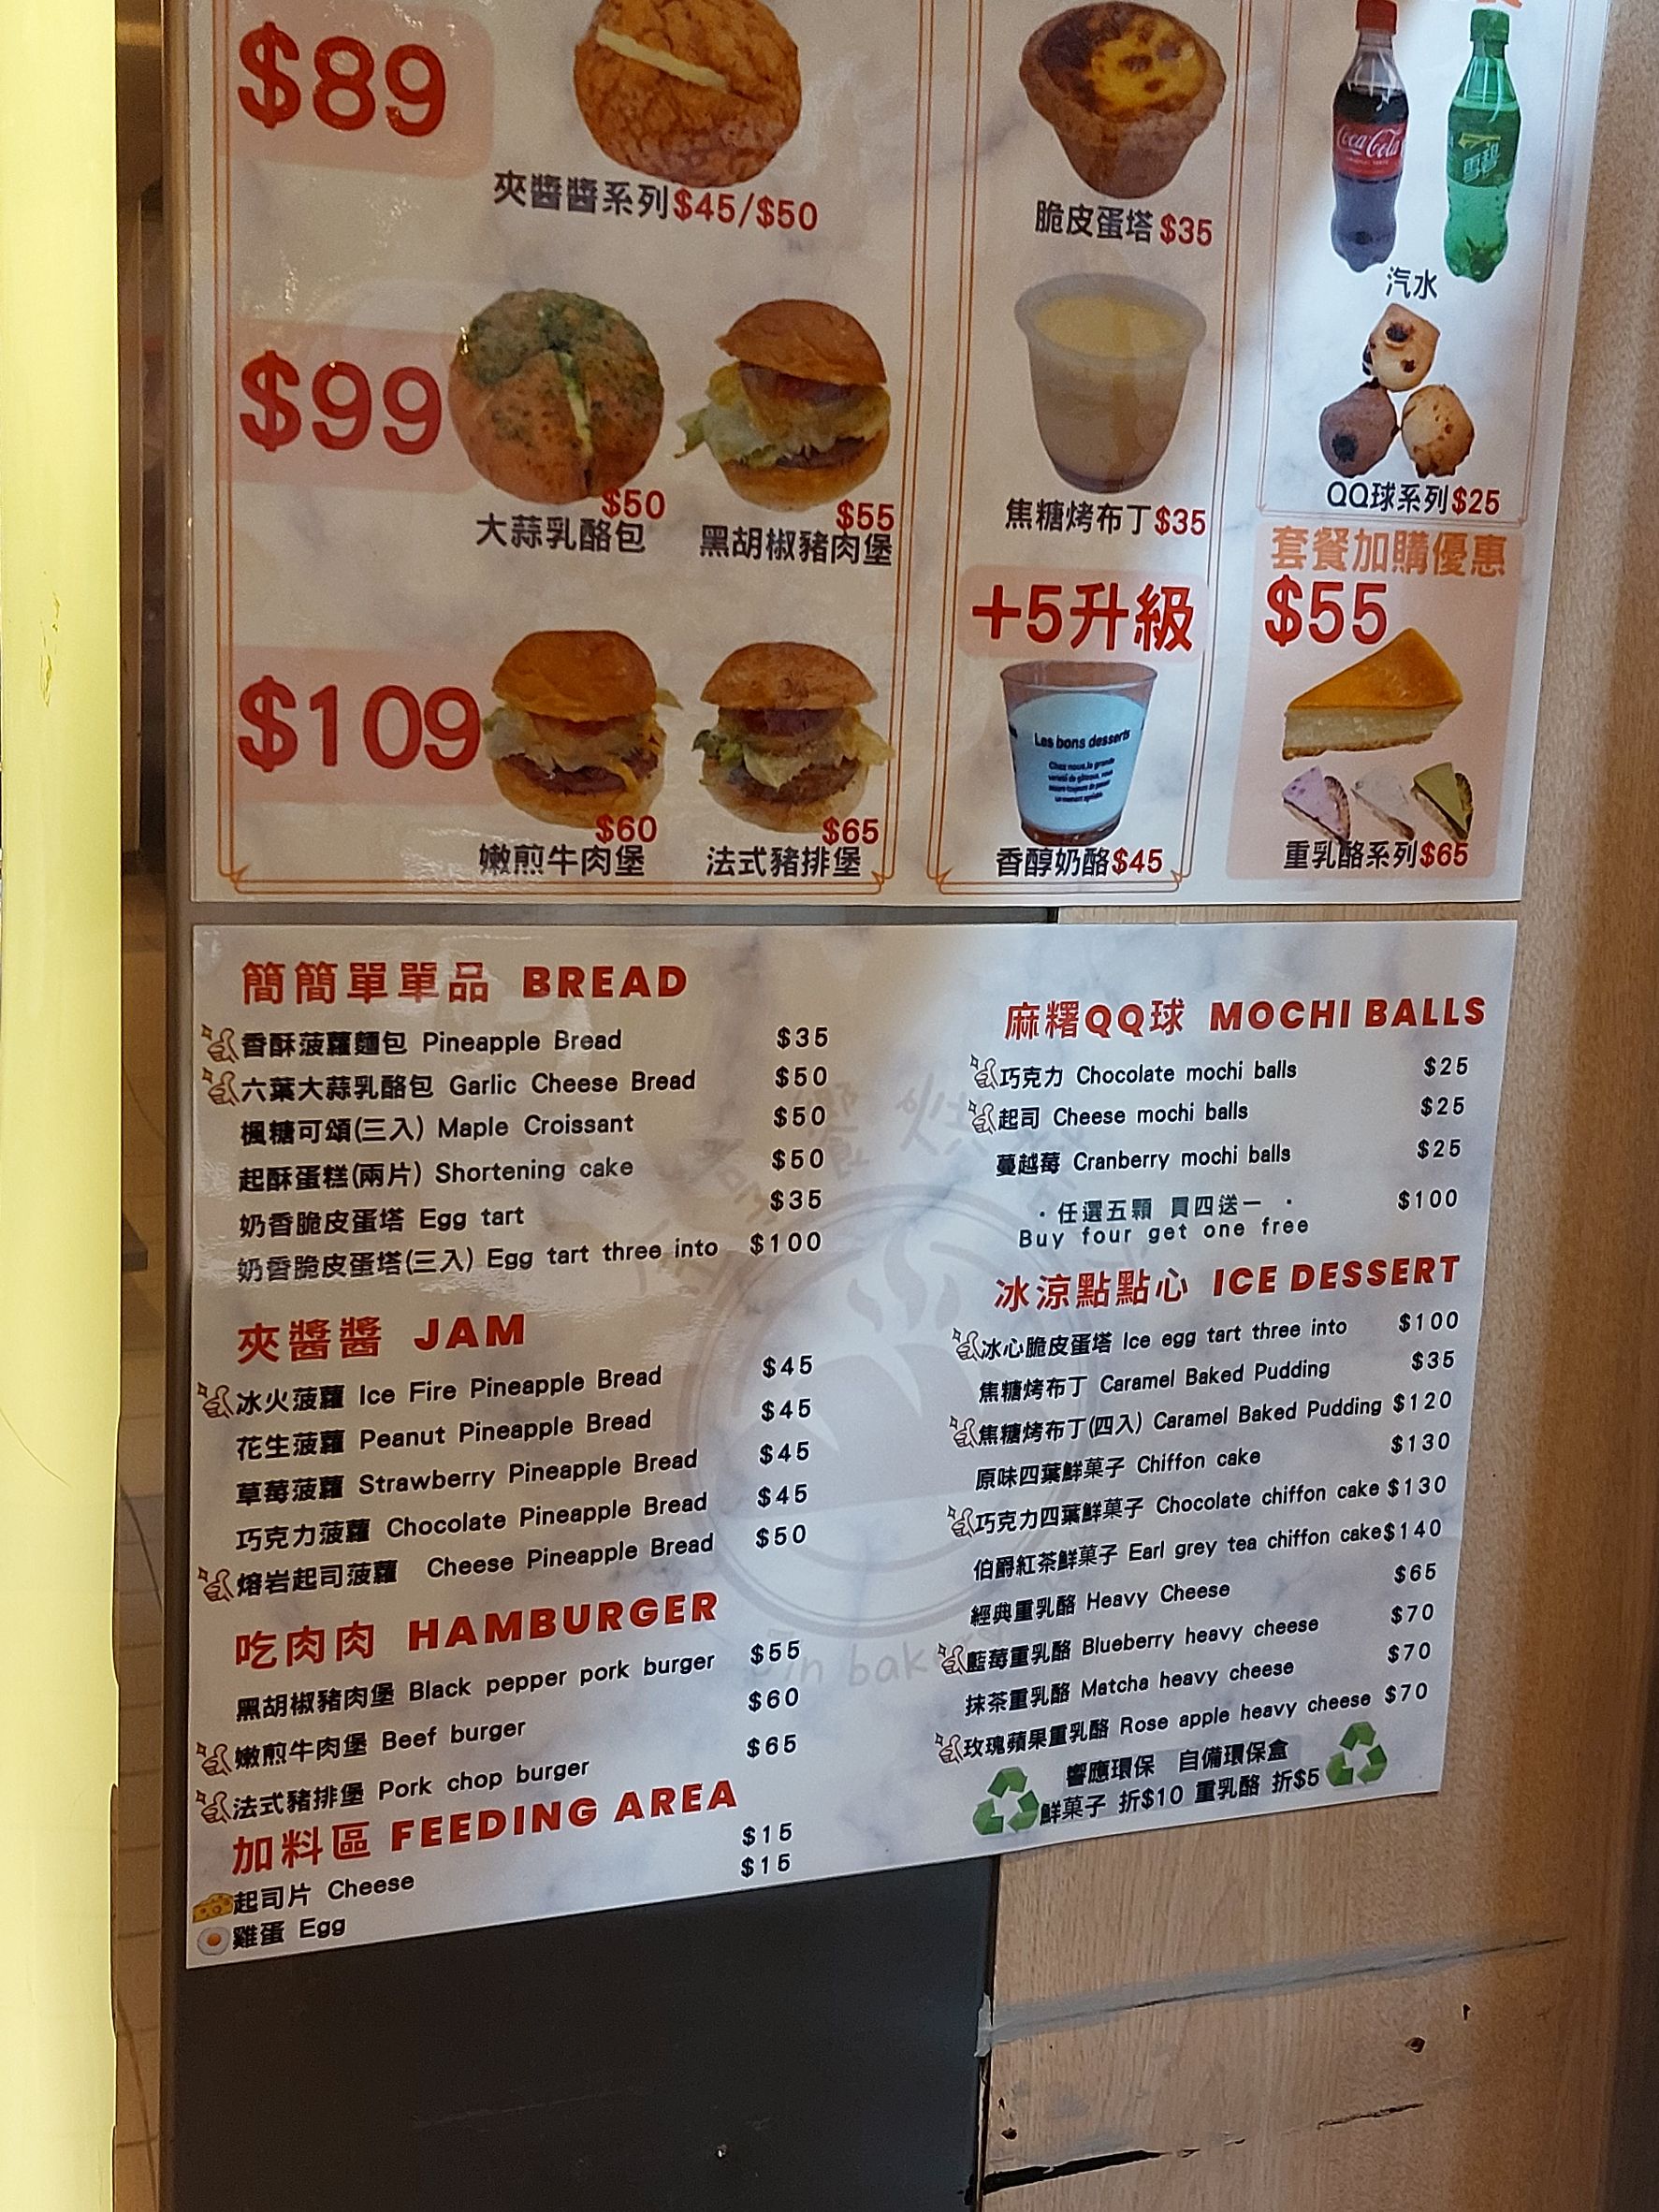 $89
夾醬醬系列$45/$50
脆皮蛋塔 $35
Coca-Cola
雪碧
汽水
$99
$50
大蒜乳酪包
$55
黑胡椒豬肉堡
焦糖烤布丁$35
QQ球系列$25
$109
$60
嫩煎牛肉堡
$65
法式豬排堡
+5升級
Les bons desserts
香醇奶酪$45
套餐加購優惠
$55
重乳酪系列$65
簡簡單單品 BREAD
香酥菠蘿麵包 Pineapple Bread $35
六葉大蒜乳酪包 Garlic Cheese Bread $50
楓糖可頌(三入) Maple Croissant $50
起酥蛋糕(兩片) Shortening cake $50
奶香脆皮蛋塔 Egg tart $35
奶香脆皮蛋塔(三入) Egg tart three into $100
夾醬醬 JAM
冰火菠蘿 Ice Fire Pineapple Bread $45
花生菠蘿 Peanut Pineapple Bread $45
草莓菠蘿 Strawberry Pineapple Bread $45
巧克力菠蘿 Chocolate Pineapple Bread $45
熔岩起司菠蘿 Cheese Pineapple Bread $50
吃肉肉 HAMBURGER
黑胡椒豬肉堡 Black pepper pork burger $55
嫩煎牛肉堡 Beef burger $60
法式豬排堡 Pork chop burger $65
加料區 FEEDING AREA
起司片 Cheese $15
雞蛋 Egg $15
麻糬QQ球 MOCHI BALLS
巧克力 Chocolate mochi balls $25
起司 Cheese mochi balls $25
蔓越莓 Cranberry mochi balls $25
· 任選五顆 買四送一 · $100
Buy four get one free
冰涼點點心 ICE DESSERT
冰心脆皮蛋塔 Ice egg tart three into $100
焦糖烤布丁 Caramel Baked Pudding $35
焦糖烤布丁(四入) Caramel Baked Pudding $120
原味四葉鮮菓子 Chiffon cake $130
巧克力四葉鮮菓子 Chocolate chiffon cake $130
伯爵紅茶鮮菓子 Earl grey tea chiffon cake $140
經典重乳酪 Heavy Cheese $65
藍莓重乳酪 Blueberry heavy cheese $70
抹茶重乳酪 Matcha heavy cheese $70
玫瑰蘋果重乳酪 Rose apple heavy cheese $70
響應環保 自備環保盒
鮮菓子 折$10 重乳酪 折$5